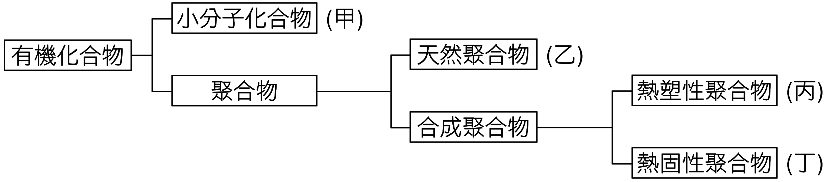 小分子化合物 (甲)
有機化合物
天然聚合物 (乙)
聚合物
熱塑性聚合物 (丙)
合成聚合物
熱固性聚合物 (丁)